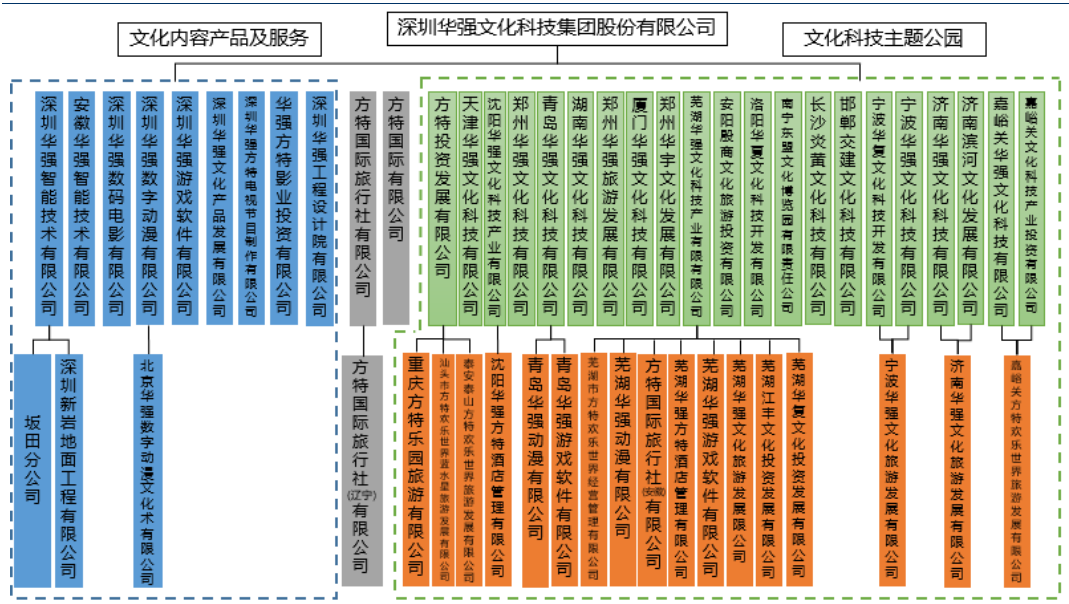 深圳华强文化科技集团股份有限公司
文化内容产品及服务
文化科技主题公园
深圳华强智能技术有限公司
安徽华强智能技术有限公司
深圳华强数码电影有限公司
深圳华强数字动漫有限公司
深圳华强游戏软件有限公司
深圳华强文化产品发展有限公司
深圳华强方特电视节目制作有限公司
华强方特影业投资有限公司
深圳华强工程设计院有限公司
方特国际旅行社有限公司
方特国际有限公司
方特投资发展有限公司
天津华强文化科技有限公司
沈阳华强文化科技产业有限公司
郑州华强文化科技有限公司
青岛华强文化科技有限公司
湖南华强文化科技有限公司
郑州华强旅游发展有限公司
厦门华强文化科技有限公司
郑州华宇文化发展有限公司
芜湖华强文化科技产业有限公司
安阳殷商文化旅游投资有限公司
洛阳华夏文化科技开发有限公司
南宁东盟文化博览园有限责任公司
长沙炎黄文化科技有限公司
邯郸交建文化科技有限公司
宁波华复文化科技开发有限公司
宁波华强文化科技有限公司
济南华强文化科技有限公司
济南滨河文化发展有限公司
嘉峪关华强文化科技有限公司
嘉峪关文化科技产业投资有限公司
坂田分公司
深圳新岩地面工程有限公司
北京华强数字动漫文化术有限公司
方特国际旅行社(辽宁)有限公司
重庆方特乐园旅游有限公司
汕头市方特欢乐世界蓝水星旅游发展有限公司
泰安泰山方特欢乐世界旅游发展有限公司
沈阳华强方特酒店管理有限公司
青岛华强动漫有限公司
青岛华强游戏软件有限公司
芜湖市方特欢乐世界经营管理有限公司
芜湖华强动漫有限公司
方特国际旅行社(安徽)有限公司
芜湖华强方特酒店管理有限公司
芜湖华强游戏软件有限公司
芜湖华强文化旅游发展限公司
芜湖江丰文化投资发展有限公司
芜湖华复文化投资发展有限公司
宁波华强文化旅游发展有限公司
济南华强文化旅游发展有限公司
嘉峪关方特欢乐世界旅游发展有限公司